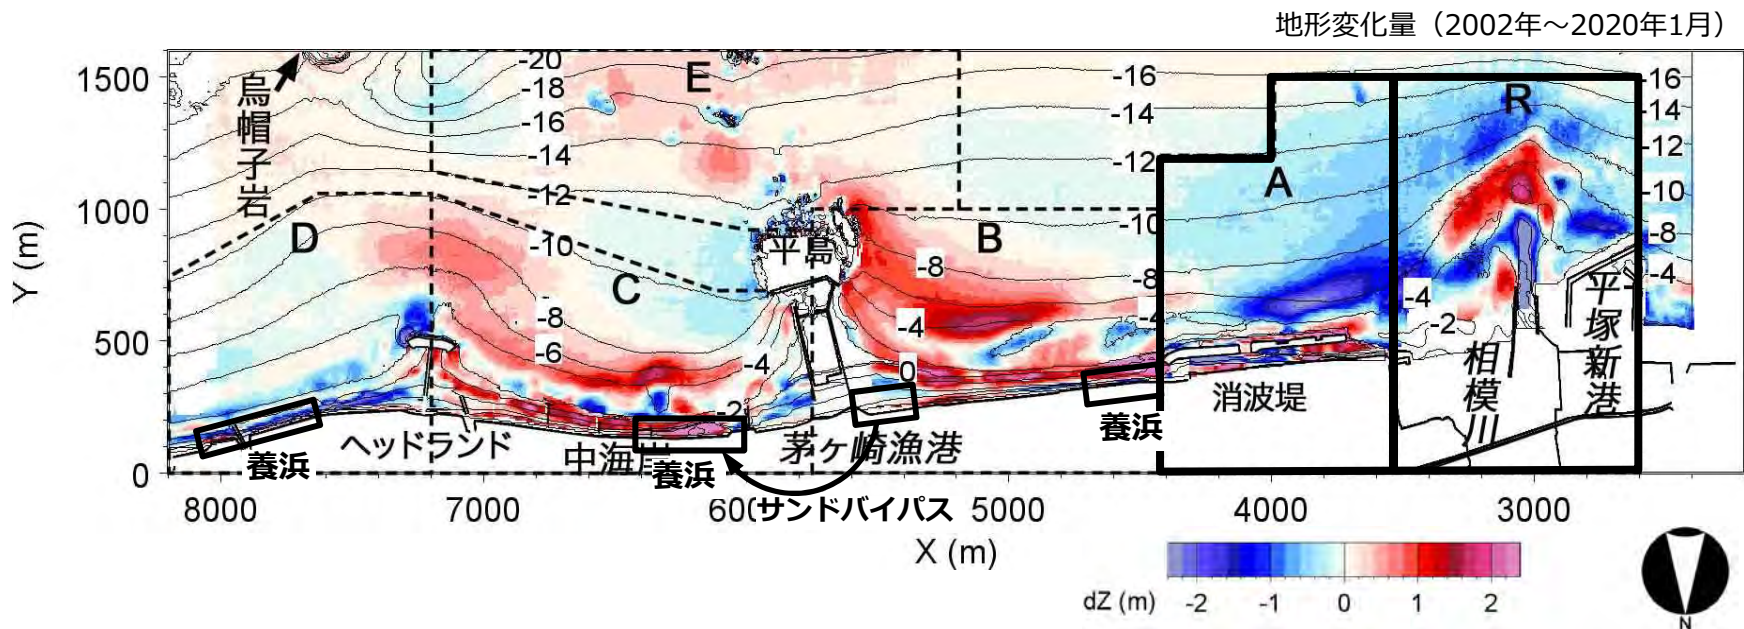 地形変化量（2002年～2020年1月）
1500
1000
500
0
Y (m)
烏帽子岩
-20
-18
-16
-14
-12
-10
-8
-6
-4
-2
E
D
C
平島
B
-8
-4
0
-16
-14
-12
-10
-8
-4
A
R
-4
-2
-16
-14
-12
-10
-8
-4
平塚新港
相模川
消波堤
養浜
茅ヶ崎漁港
養浜
中海岸
ヘッドランド
養浜
サンドバイパス
8000
7000
600
5000
4000
3000
X (m)
dZ (m)
-2
-1
0
1
2
N